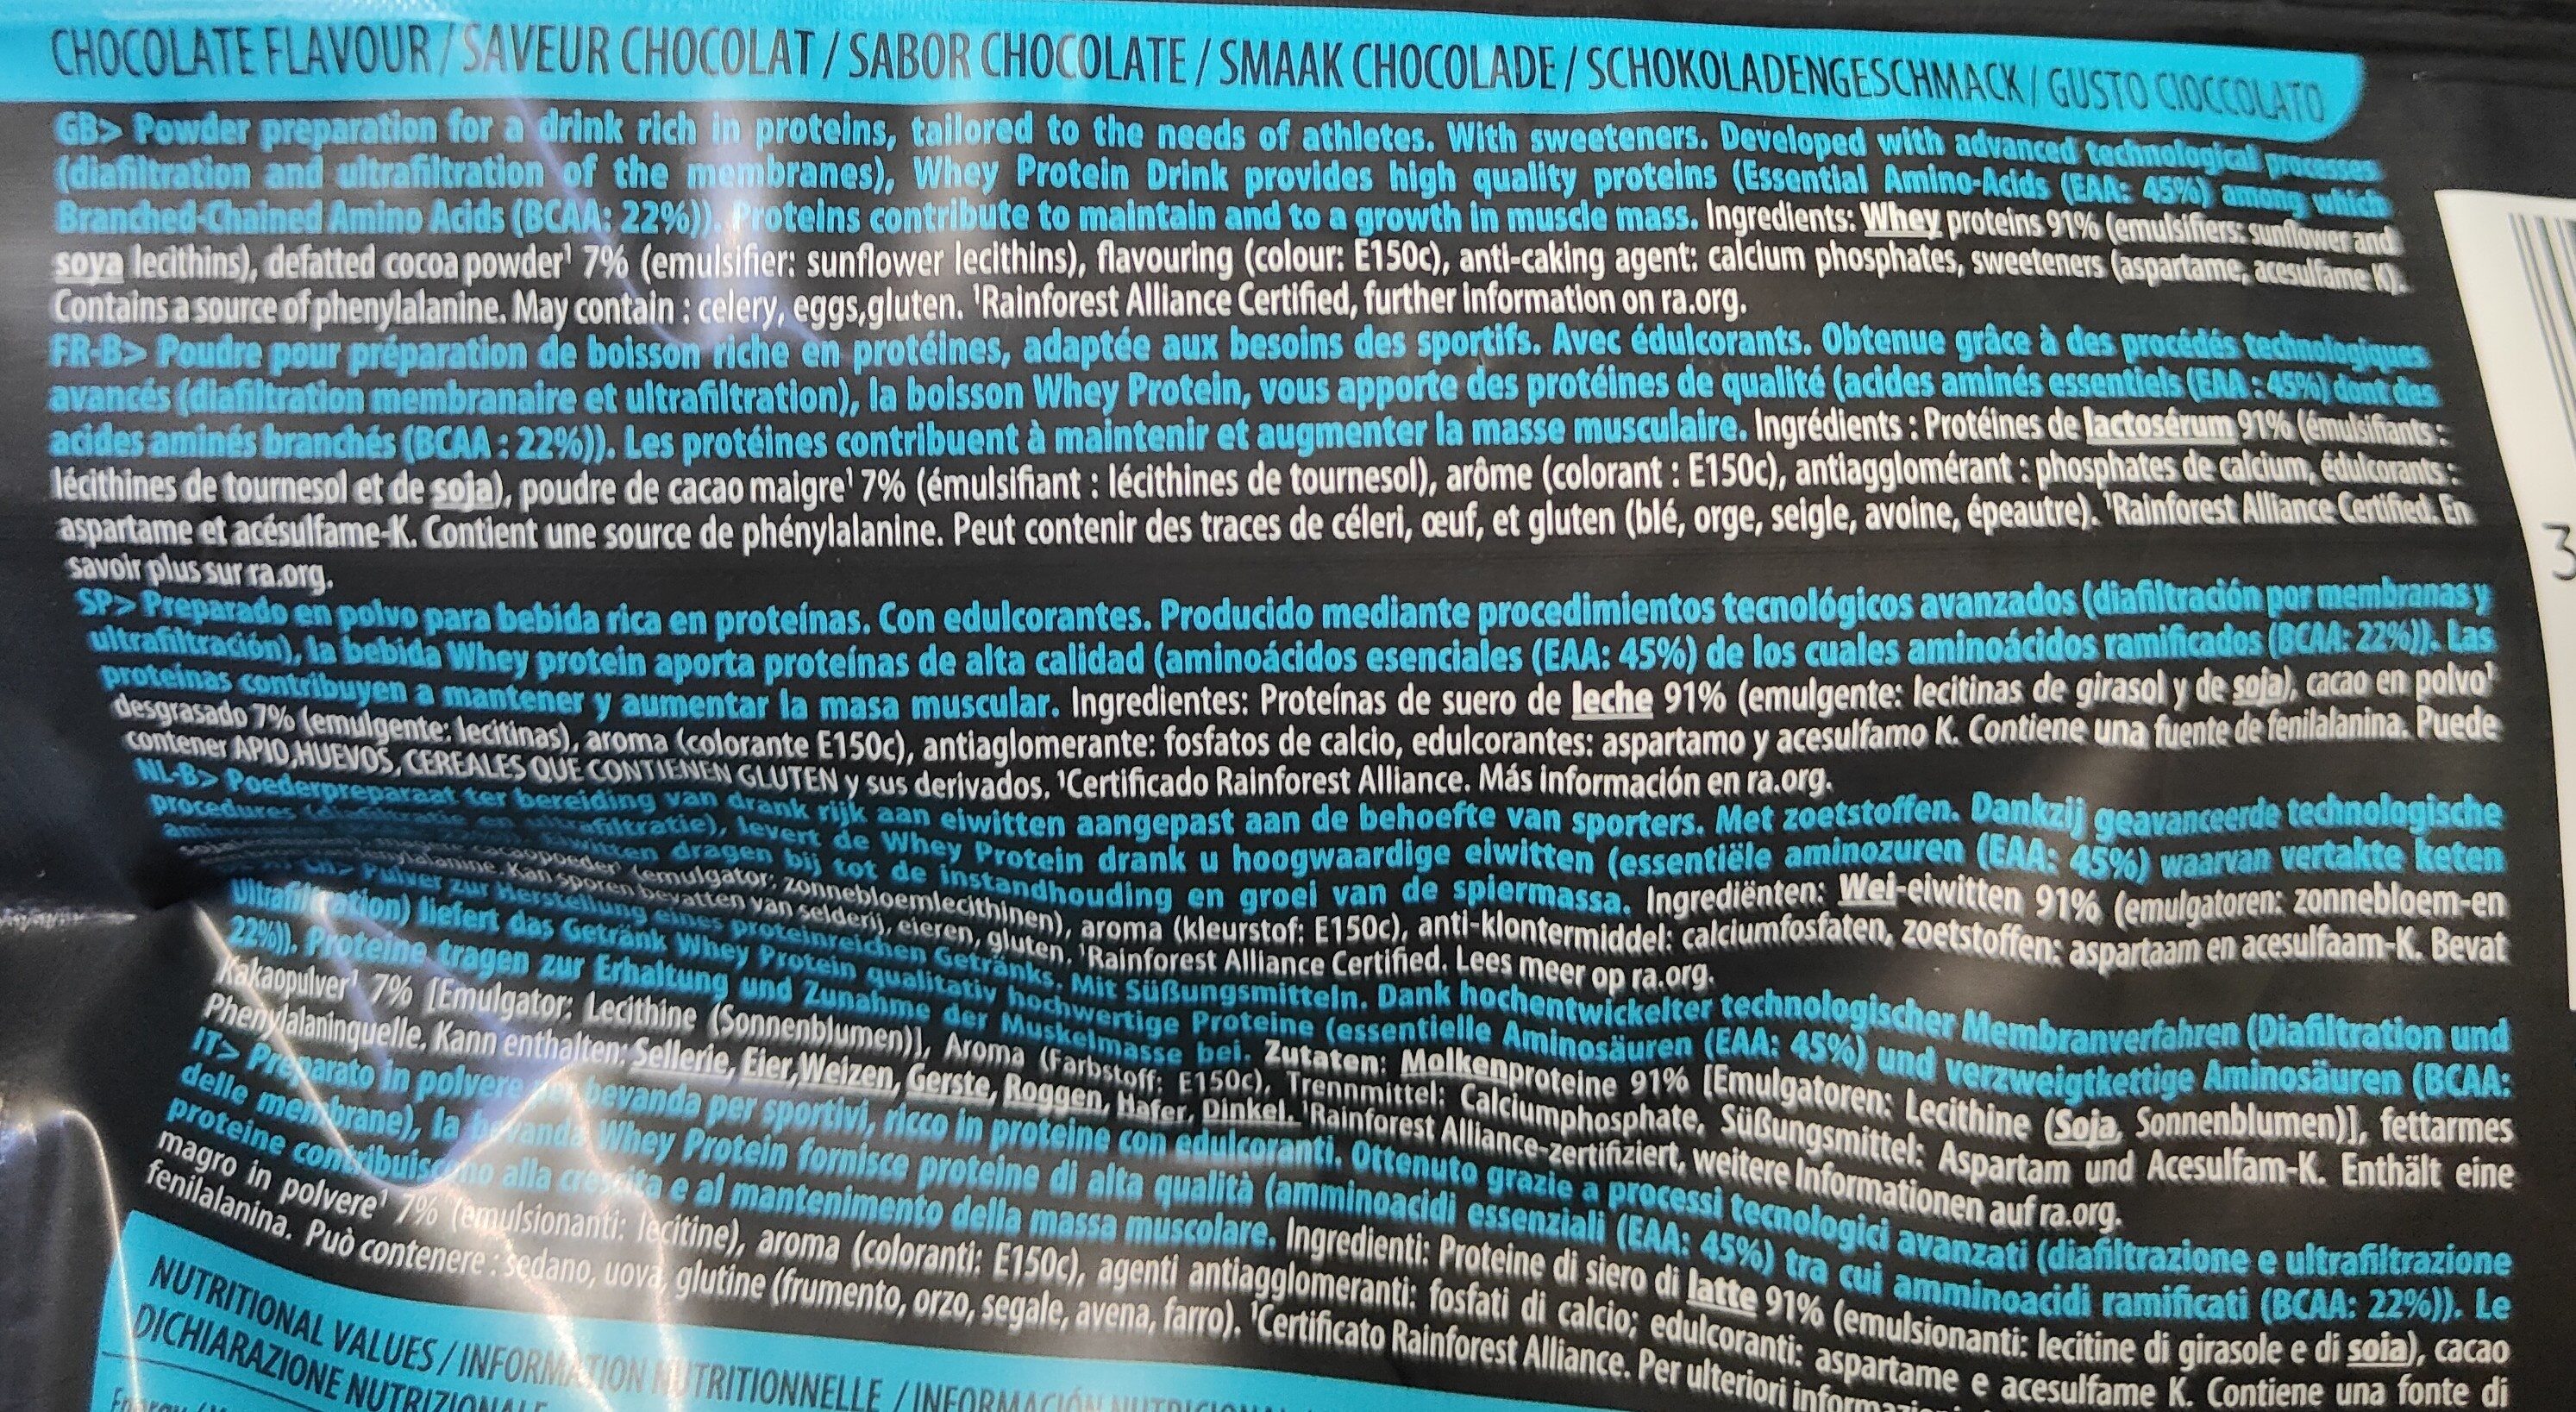 CHOCOLATE FLAVOUR / SAVEUR CHOCOLAT / SABOR CHOCOLATE / SMAAK CHOCOLADE / SCHOKOLADENGESCHMACK / GUSTO CIOCCOLATO
GB> Powder preparation for a drink rich in proteins, tailored to the needs of athletes. With sweeteners. Developed with advanced technological processes
(diafiltration and ultrafiltration of the membranes), Whey Protein Drink provides high quality proteins (Essential Amino-Acids (EAA: 45%) among which
Branched-Chained Amino Acids (BCAA: 22%)). Proteins contribute to maintain and to a growth in muscle mass. Ingredients: Whey proteins 91% (emulsifiers: sunflower and
soya lecithins), defatted cocoa powder¹ 7% (emulsifier: sunflower lecithins), flavouring (colour: E150c), anti-caking agent: calcium phosphates, sweeteners (aspartame, acesulfame K).
Contains a source of phenylalanine. May contain : celery, eggs,gluten. ¹Rainforest Alliance Certified, further information on ra.org.
FR-B> Poudre pour préparation de boisson riche en protéines, adaptée aux besoins des sportifs. Avec édulcorants. Obtenue grâce à des procédés technologiques
avancés (diafiltration membranaire et ultrafiltration), la boisson Whey Protein, vous apporte des protéines de qualité (acides aminés essentiels (EAA : 45%) dont des
acides aminés branchés (BCAA : 22%)). Les protéines contribuent à maintenir et augmenter la masse musculaire. Ingrédients : Protéines de lactosérum 91% (émulsifiants :
lécithines de tournesol et de soja), poudre de cacao maigre¹ 7% (émulsifiant : lécithines de tournesol), arôme (colorant : E150c), antiagglomérant : phosphates de calcium, édulcorants :
aspartame et acésulfame-K. Contient une source de phénylalanine. Peut contenir des traces de céleri, œuf, et gluten (blé, orge, seigle, avoine, épeautre). ¹Rainforest Alliance Certified. En
savoir plus sur ra.org.
SP> Preparado en polvo para bebida rica en proteínas. Con edulcorantes. Producido mediante procedimientos tecnológicos avanzados (diafiltración por membranas y
ultrafiltración), la bebida Whey protein aporta proteínas de alta calidad (aminoácidos esenciales (EAA: 45%) de los cuales aminoácidos ramificados (BCAA: 22%)). Las
proteínas contribuyen a mantener y aumentar la masa muscular. Ingredientes: Proteínas de suero de leche 91% (emulgente: lecitinas de girasol y de soja), cacao en polvo¹
desgrasado 7% (emulgente: lecitinas), aroma (colorante E150c), antiaglomerante: fosfatos de calcio, edulcorantes: aspartamo y acesulfamo K. Contiene una fuente de fenilalanina. Puede
contener APIO,HUEVOS, CEREALES QUE CONTIENEN GLUTEN y sus derivados. ¹Certificado Rainforest Alliance. Más información en ra.org.
NL-B> Poederpreparaat ter bereiding van drank rijk aan eiwitten aangepast aan de behoefte van sporters. Met zoetstoffen. Dankzij geavanceerde technologische
procedures ultrafiltratie), levert de Whey Protein drank u hoogwaardige eiwitten (essentiële aminozuren (EAA: 45%) waarvan vertakte keten
Eiwitten dragen bij tot de instandhouding en groei van de spiermassa. Ingrediënten: Wei-eiwitten 91% (emulgatoren: zonnebloem-en
cacaopoeder¹ (emulgator: zonnebloemlecithinen), aroma (kleurstof: E150c), anti-klontermiddel: calciumfosfaten, zoetstoffen: aspartaam en acesulfaam-K. Bevat
Kan sporen bevatten van selderij, eieren, gluten. ¹Rainforest Alliance Certified. Lees meer op ra.org.
Pulver zur Herstellung eines proteinreichen Getränks. Mit Süßungsmitteln. Dank hochentwickelter technologischer Membranverfahren (Diafiltration und
Ultrafiltration) liefert das Getränk Whey Protein qualitativ hochwertige Proteine (essentielle Aminosäuren (EAA: 45%) und verzweigtkettige Aminosäuren (BCAA:
22%)). Proteine tragen zur Erhaltung und Zunahme der Muskelmasse bei. Zutaten: Molkenproteine 91% [Emulgatoren: Lecithine (Soja, Sonnenblumen)], fettarmes
Kakaopulver¹ 7% [Emulgator: Lecithine (Sonnenblumen)], Aroma (Farbstoff: E150c), Trennmittel: Calciumphosphate, Süßungsmittel: Aspartam und Acesulfam-K. Enthält eine
Phenylalaninquelle. Kann enthalten: Sellerie, Eier,Weizen, Gerste, Roggen, Hafer, Dinkel. ¹Rainforest Alliance-zertifiziert, weitere Informationen auf ra.org.
IT> Preparato in polvere bevanda per sportivi, ricco in proteine con edulcoranti. Ottenuto grazie a processi tecnologici avanzati (diafiltrazione e ultrafiltrazione
delle membrane), la bevanda Whey Protein fornisce proteine di alta qualità (amminoacidi essenziali (EAA: 45%) tra cui amminoacidi ramificati (BCAA: 22%)). Le
proteine contribuiscono alla crescita e al mantenimento della massa muscolare. Ingredienti: Proteine di siero di latte 91% (emulsionanti: lecitine di girasole e di soia), cacao
magro in polvere¹ 7% (emulsionanti: lecitine), aroma (coloranti: E150c), agenti antiagglomeranti: fosfati di calcio; edulcoranti: aspartame e acesulfame K. Contiene una fonte di
fenilalanina. Può contenere : sedano, uova, glutine (frumento, orzo, segale, avena, farro). ¹Certificato Rainforest Alliance. Per ulteriori
NUTRITIONAL VALUES / INFORMATION NUTRITIONNELLE / INFORMACIÓN
DICHIARAZIONE NUTRIZIONALE
3